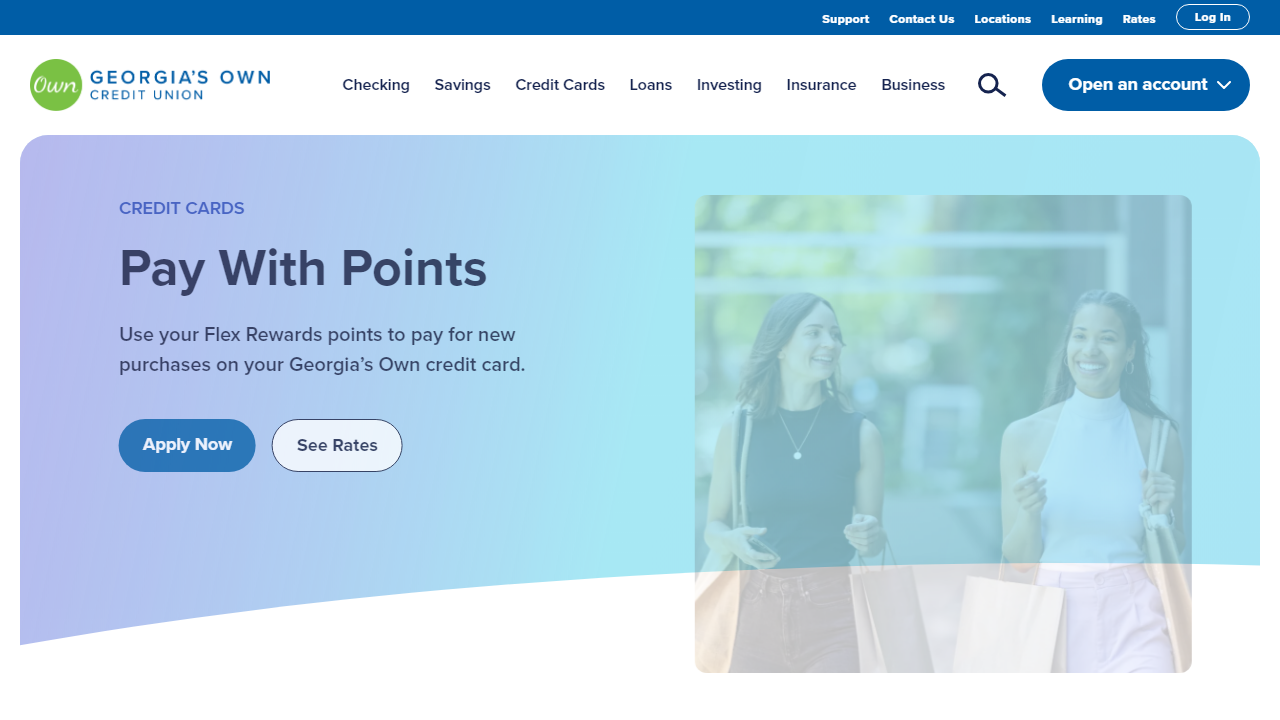 Support Contact Us Locations Learning Rates Log In
Own GEORGIA'S OWN
CREDIT UNION
Checking Savings Credit Cards Loans Investing Insurance Business
Open an account
CREDIT CARDS
Pay With Points
Use your Flex Rewards points to pay for new
purchases on your Georgia’s Own credit card.
Apply Now See Rates